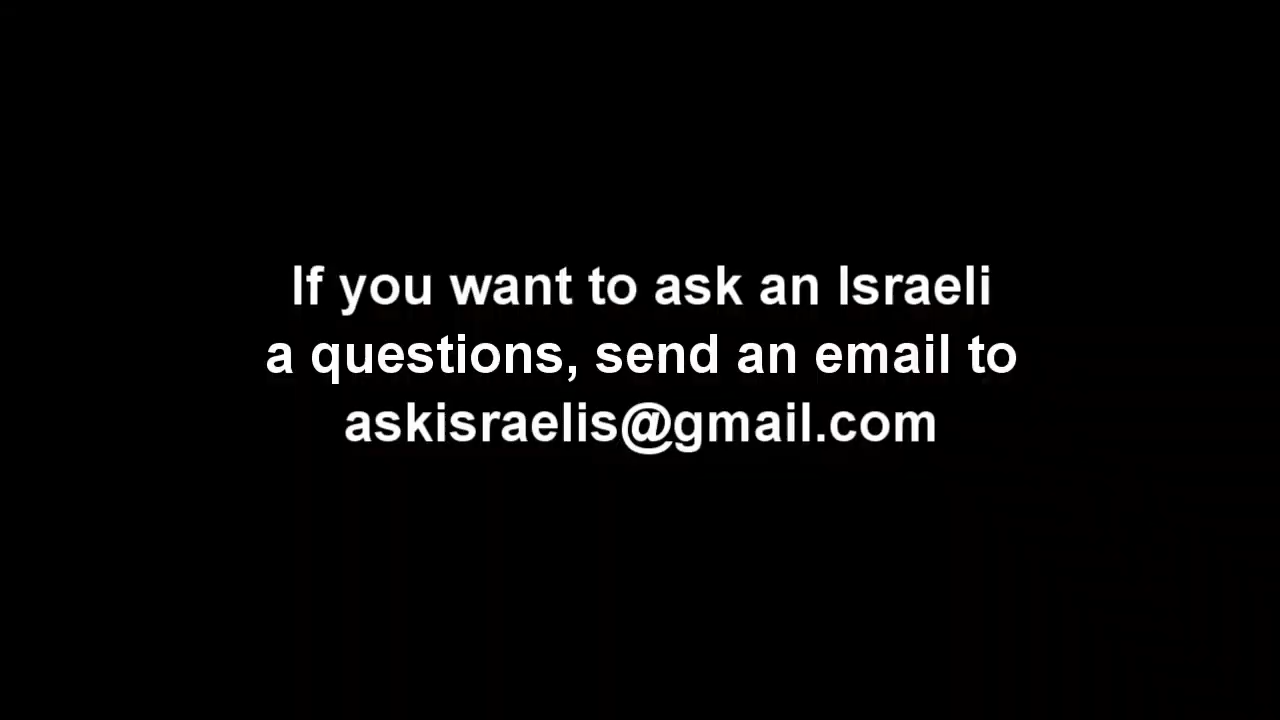 If you want to ask an Israeli
a questions, send an email to
askisraelis@gmail.com